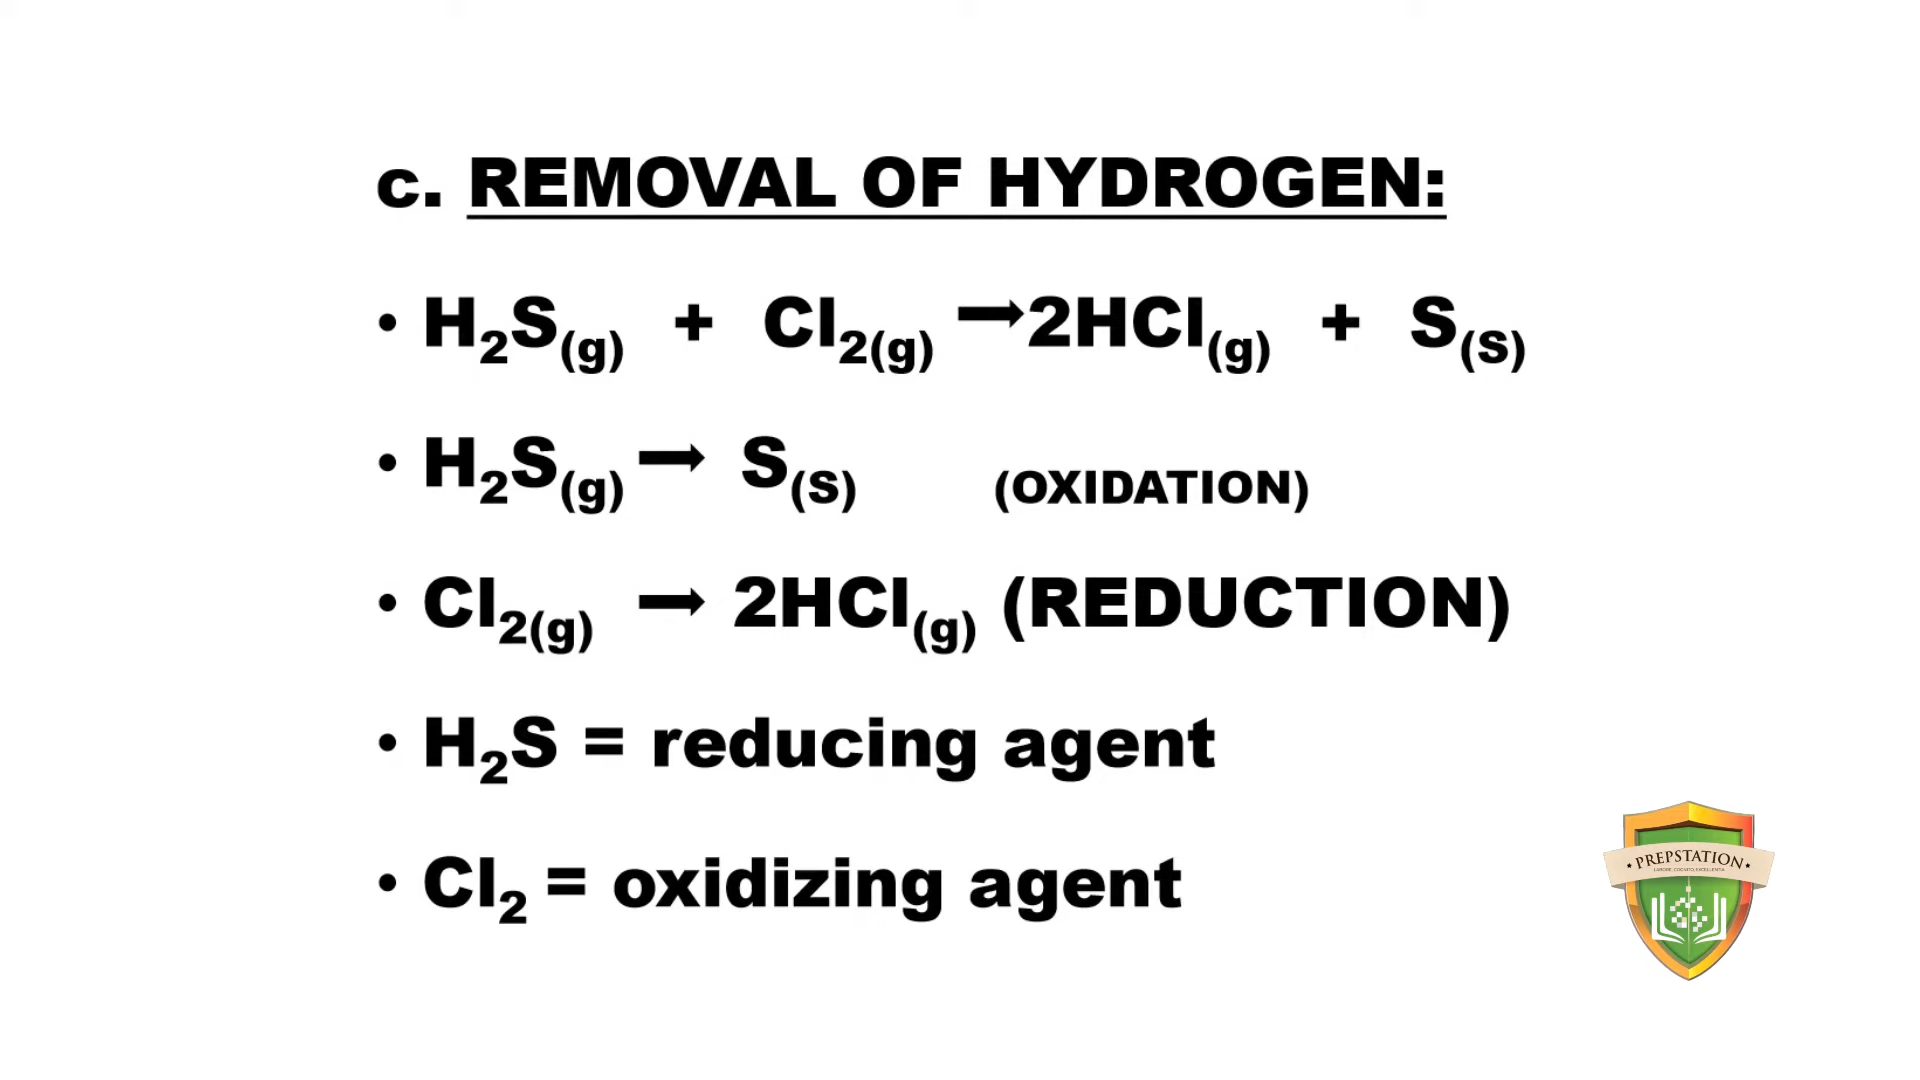 c. REMOVAL OF HYDROGEN:
• H₂S(g) + Cl₂(g) → 2HCl(g) + S(S)
• H₂S(g) → S(S) (OXIDATION)
• Cl₂(g) → 2HCl(g) (REDUCTION)
• H₂S = reducing agent
• Cl₂ = oxidizing agent
PREPSTATION